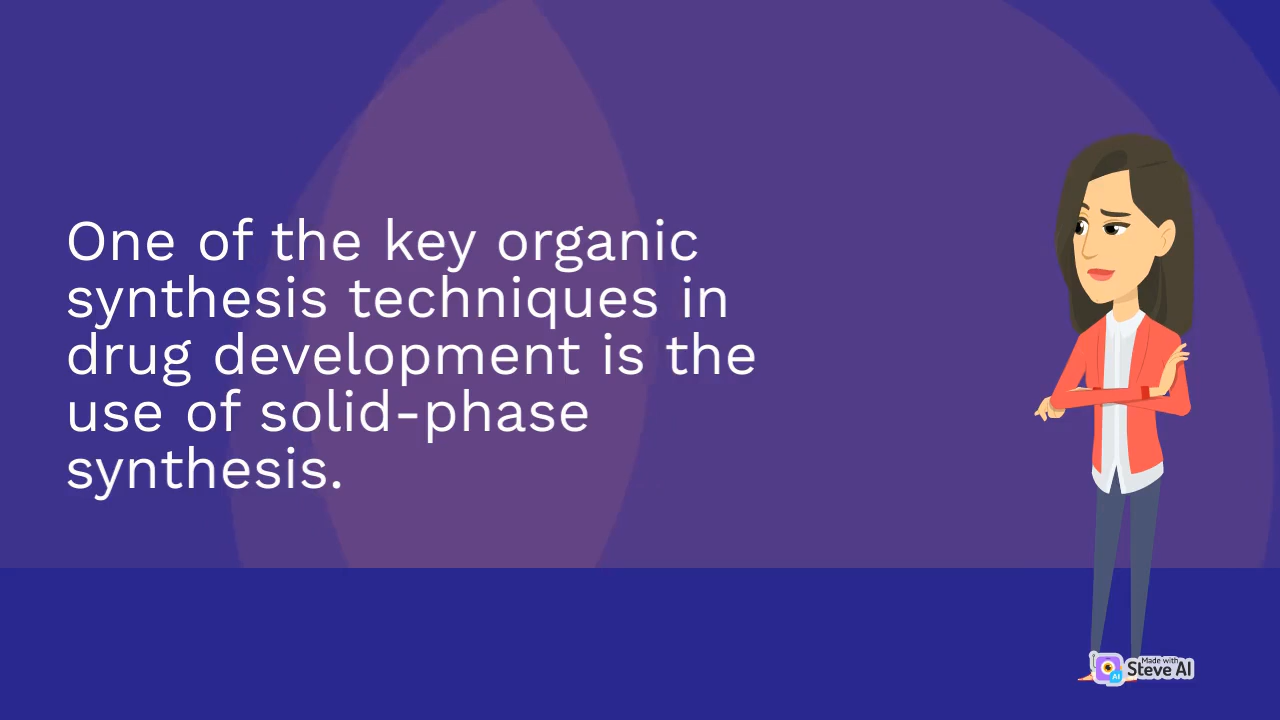 One of the key organic
synthesis techniques in
drug development is the
use of solid-phase
synthesis.
Made with
Steve AI
AI